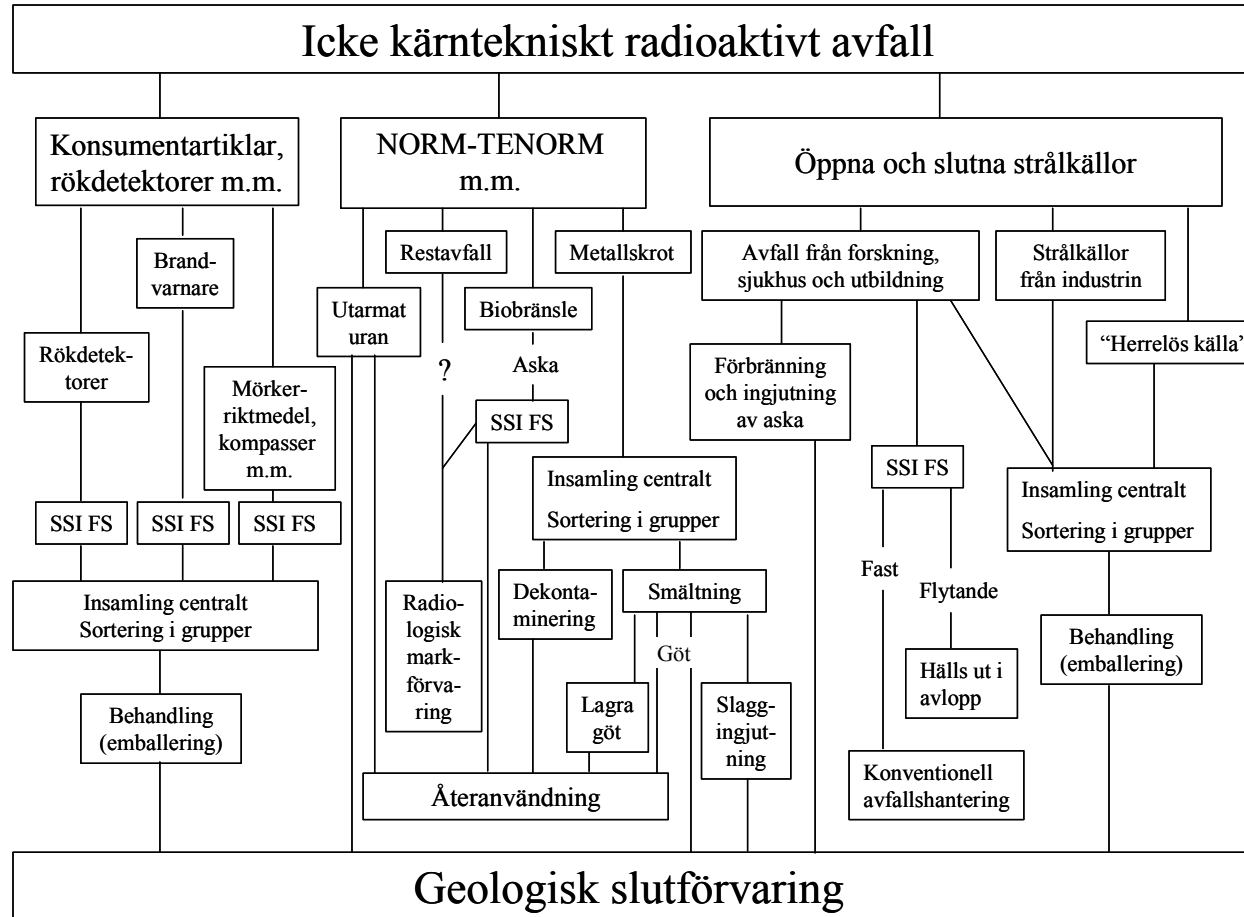 Icke kärntekniskt radioaktivt avfall
Konsumentartiklar,
rökdetektorer m.m.
NORM-TENORM
m.m.
Öppna och slutna strålkällor
Brand-
varnare
Restavfall
Metallskrot
Avfall från forskning,
sjukhus och utbildning
Strålkällor
från industrin
Utarmat
uran
Biobränsle
Rökdetek-
torer
"Herrelös källa"
?
Aska
Förbränning
och ingjutning
av aska
Mörker-
riktmedel,
kompasser
m.m.
SSI FS
SSI FS
Insamling centralt
Sortering i grupper
Insamling centralt
Sortering i grupper
SSI FS
SSI FS
SSI FS
Fast
Flytande
Insamling centralt
Sortering i grupper
Radio-
logisk
mark-
förva-
ring
Dekonta-
minering
Smältning
Göt
Behandling
(emballering)
Hälls ut i
avlopp
Lagra
göt
Slagg-
ingjut-
ning
Behandling
(emballering)
Återanvändning
Konventionell
avfallshantering
Geologisk slutförvaring